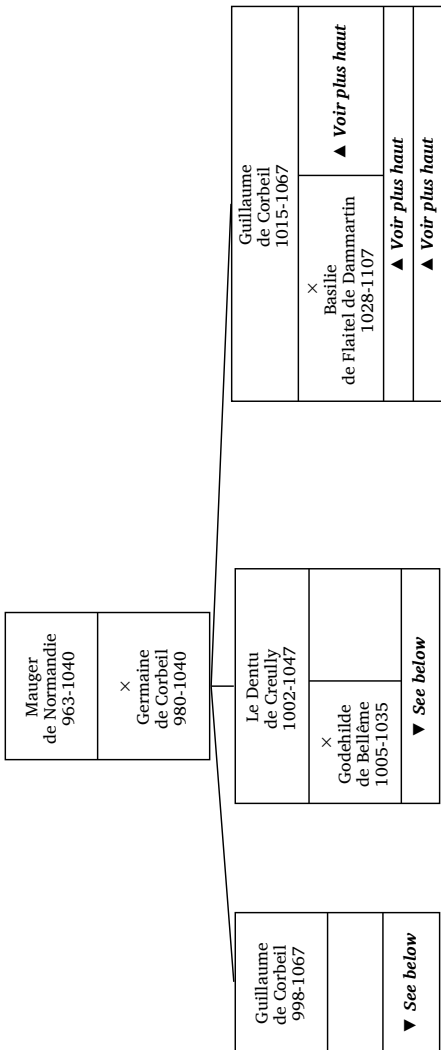 Mauger
de Normandie
963-1040
×
Germaine
de Corbeil
980-1040
Guillaume
de Corbeil
998-1067
▼ See below
Le Dentu
de Creully
1002-1047
×
Godehilde
de Bellême
1005-1035
▼ See below
Guillaume
de Corbeil
1015-1067
×
Basilie
de Flaitel de Dammartin
1028-1107
▲ Voir plus haut
▲ Voir plus haut
▲ Voir plus haut